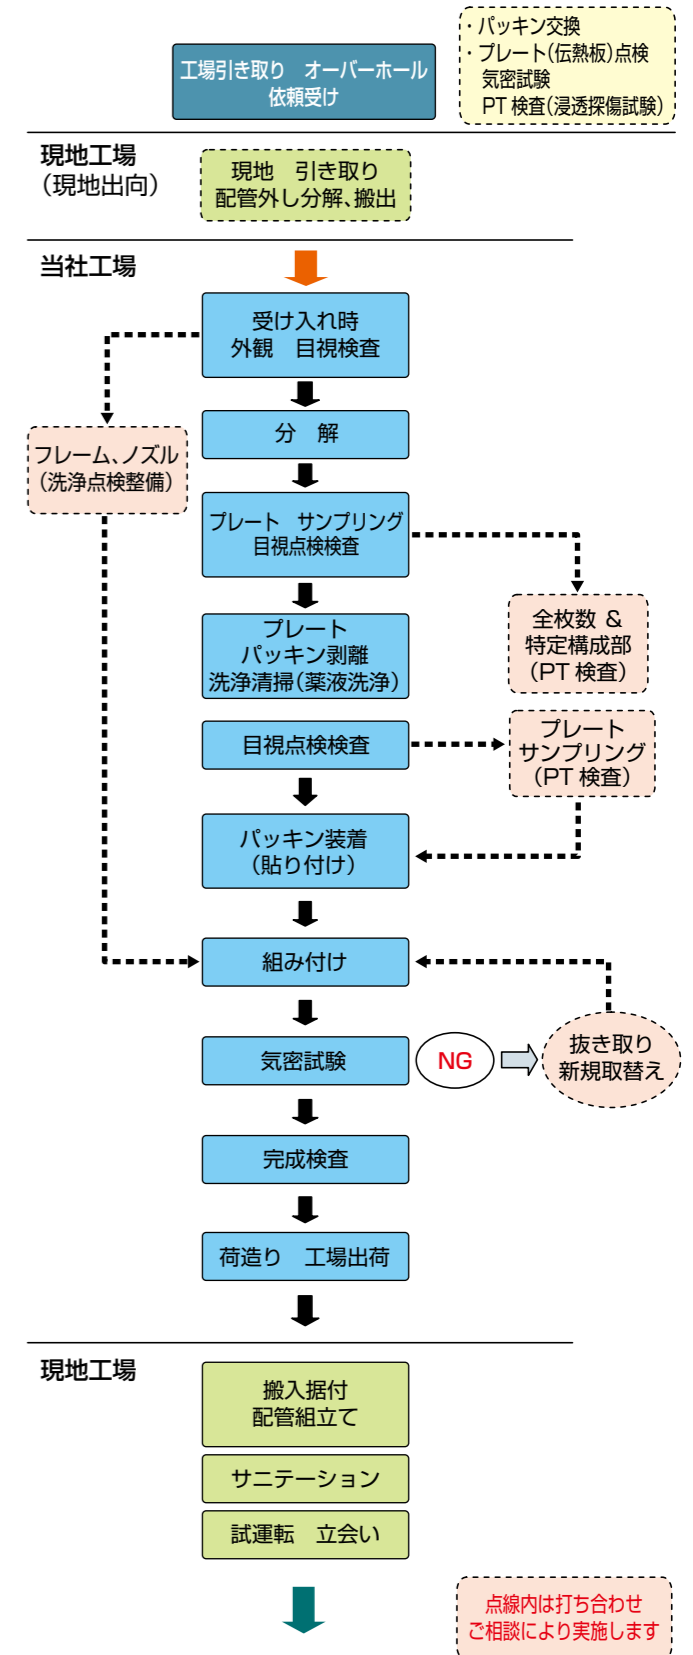 工場引き取り　オーバーホール
依頼受け
・パッキン交換
・プレート(伝熱板)点検
気密試験
PT 検査(浸透探傷試験)
現地工場
（現地出向）
現地　引き取り
配管外し分解、搬出
当社工場
受け入れ時
外観　目視検査
分　解
フレーム、ノズル
(洗浄点検整備)
プレート　サンプリング
目視点検検査
全枚数 ＆
特定構成部
(PT 検査)
プレート
パッキン剥離
洗浄清掃(薬液洗浄)
目視点検検査
プレート
サンプリング
(PT 検査)
パッキン装着
（貼り付け）
組み付け
気密試験
NG
抜き取り
新規取替え
完成検査
荷造り　工場出荷
現地工場
搬入据付
配管組立て
サニテーション
試運転　立会い
点線内は打ち合わせ
ご相談により実施します